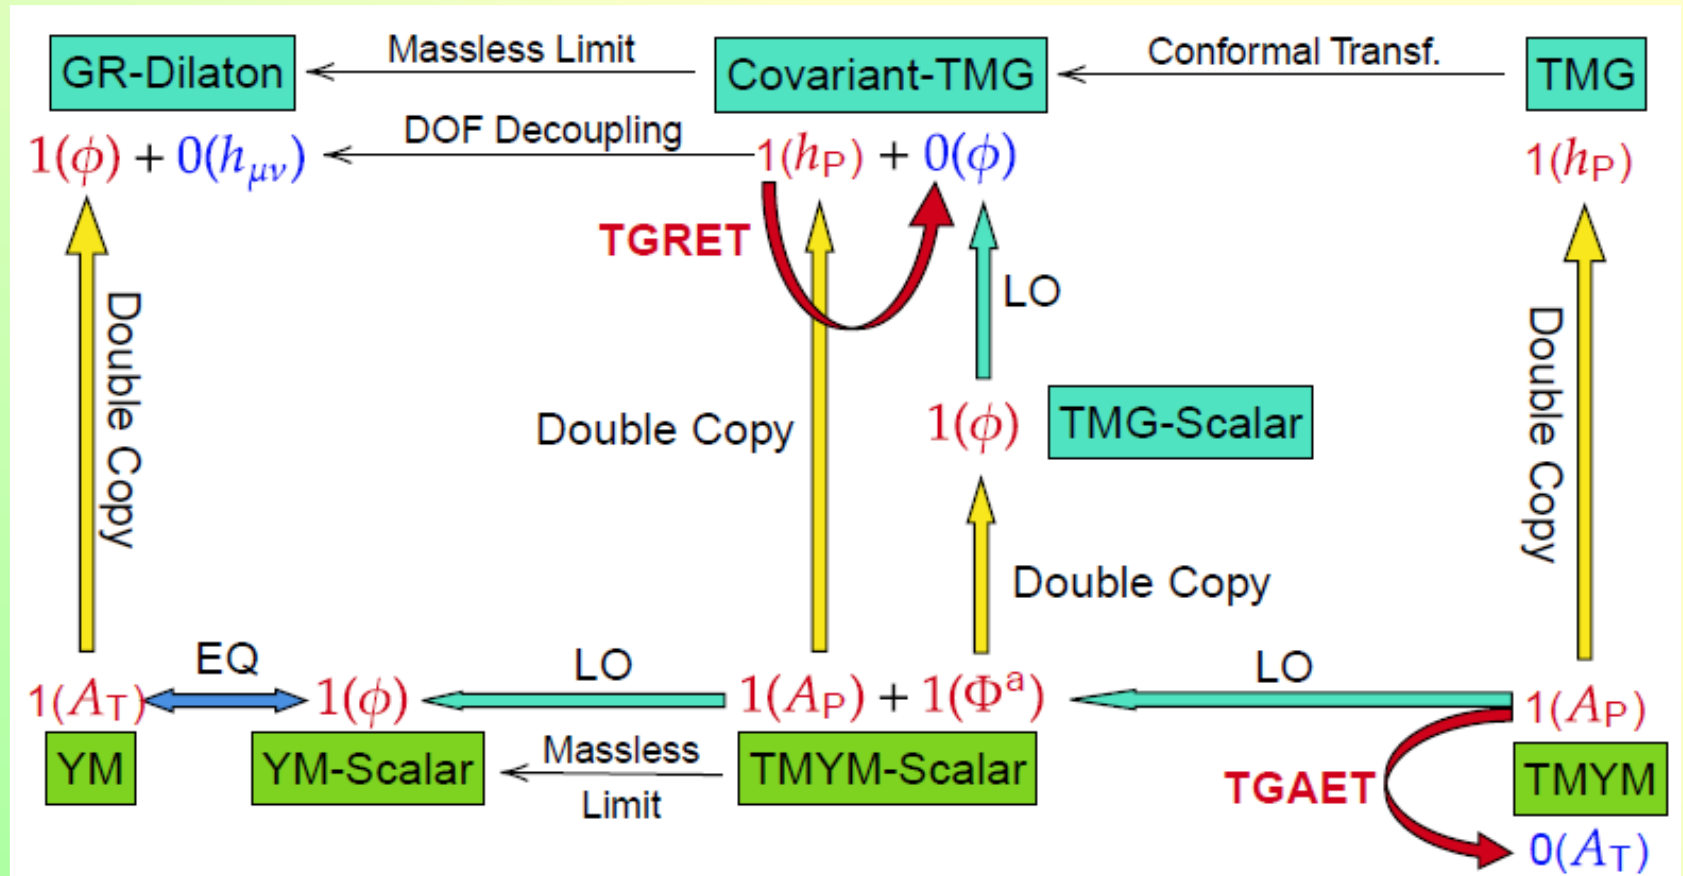 Massless Limit
Conformal Transf.
GR-Dilaton
Covariant-TMG
TMG
DOF Decoupling
1(ϕ) + 0(hμν)
1(hP) + 0(ϕ)
1(hP)
TGRET
LO
Double Copy
Double Copy
1(ϕ)
TMG-Scalar
Double Copy
Double Copy
EQ
LO
LO
1(AT)
1(ϕ)
1(AP) + 1(Φa)
1(AP)
YM
YM-Scalar
Massless
Limit
TMYM-Scalar
TGAET
TMYM
0(AT)